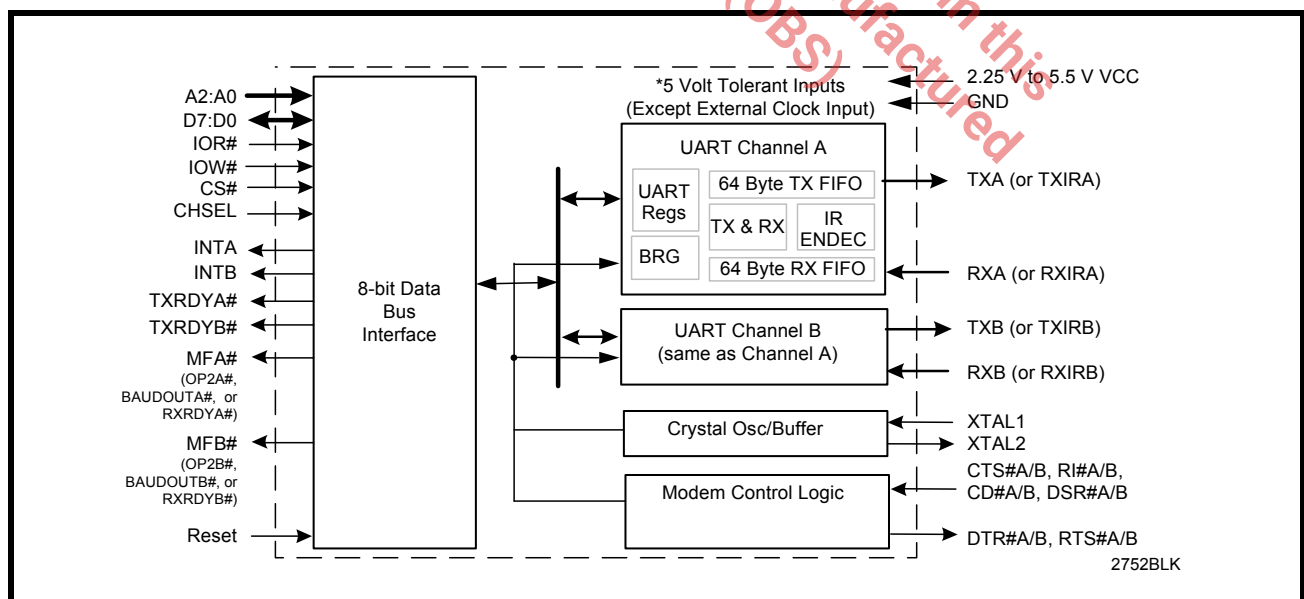 in this
nufactured
(OBS)
*5 Volt Tolerant Inputs
(Except External Clock Input)
2.25 V to 5.5 V VCC
GND
A2:A0
D7:D0
IOR#
IOW#
CS#
CHSEL
INTA
INTB
TXRDYA#
TXRDYB#
MFA#
(OP2A#,
BAUDOUTA#, or
RXRDYA#)
MFB#
(OP2B#,
BAUDOUTB#, or
RXRDYB#)
Reset
8-bit Data
Bus
Interface
UART Channel A
UART
Regs
BRG
64 Byte TX FIFO
TX & RX
IR
ENDEC
64 Byte RX FIFO
UART Channel B
(same as Channel A)
Crystal Osc/Buffer
Modem Control Logic
TXA (or TXIRA)
RXA (or RXIRA)
TXB (or TXIRB)
RXB (or RXIRB)
XTAL1
XTAL2
CTS#A/B, RI#A/B,
CD#A/B, DSR#A/B
DTR#A/B, RTS#A/B
2752BLK